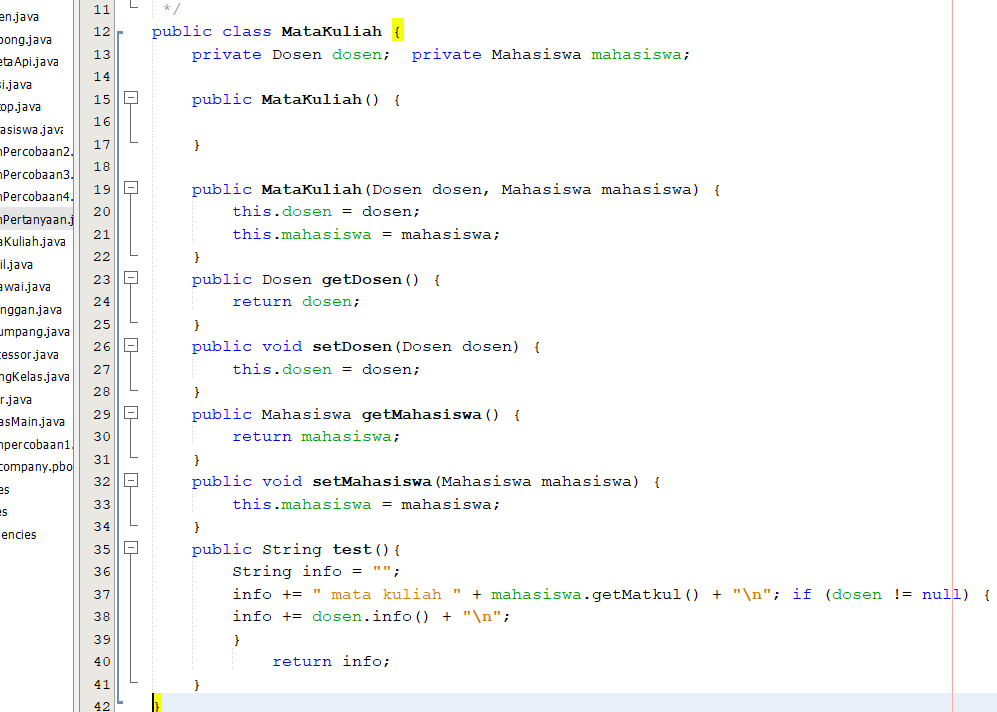 en.java
bong.java
etaApi.java
si.java
top.java
asiswa.java
nPercobaan2.
nPercobaan3.
nPercobaan4.
nPertanyaan.j
aKuliah.java
il.java
awai.java
nggan.java
umpang.java
cessor.java
ngKelas.java
r.java
asMain.java
npercobaan1.
company.pbo
es
es
encies
11 */
12 public class MataKuliah {
13 private Dosen dosen; private Mahasiswa mahasiswa;
14
15 public MataKuliah() {
16
17 }
18
19 public MataKuliah(Dosen dosen, Mahasiswa mahasiswa) {
20 this.dosen = dosen;
21 this.mahasiswa = mahasiswa;
22 }
23 public Dosen getDosen() {
24 return dosen;
25 }
26 public void setDosen(Dosen dosen) {
27 this.dosen = dosen;
28 }
29 public Mahasiswa getMahasiswa() {
30 return mahasiswa;
31 }
32 public void setMahasiswa(Mahasiswa mahasiswa) {
33 this.mahasiswa = mahasiswa;
34 }
35 public String test(){
36 String info = "";
37 info += " mata kuliah " + mahasiswa.getMatkul() + "\n"; if (dosen != null) {
38 info += dosen.info() + "\n";
39 }
40 return info;
41 }
42 }